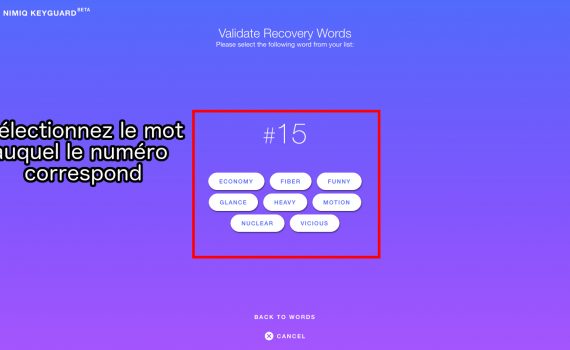 NIMIQ KEYGUARD BETA
Validate Recovery Words
Please select the following word from your list:
électionnez le mot
auquel le numéro
correspond
#15
ECONOMY FIBER FUNNY
GLANCE HEAVY MOTION
NUCLEAR VICIOUS
BACK TO WORDS
CANCEL